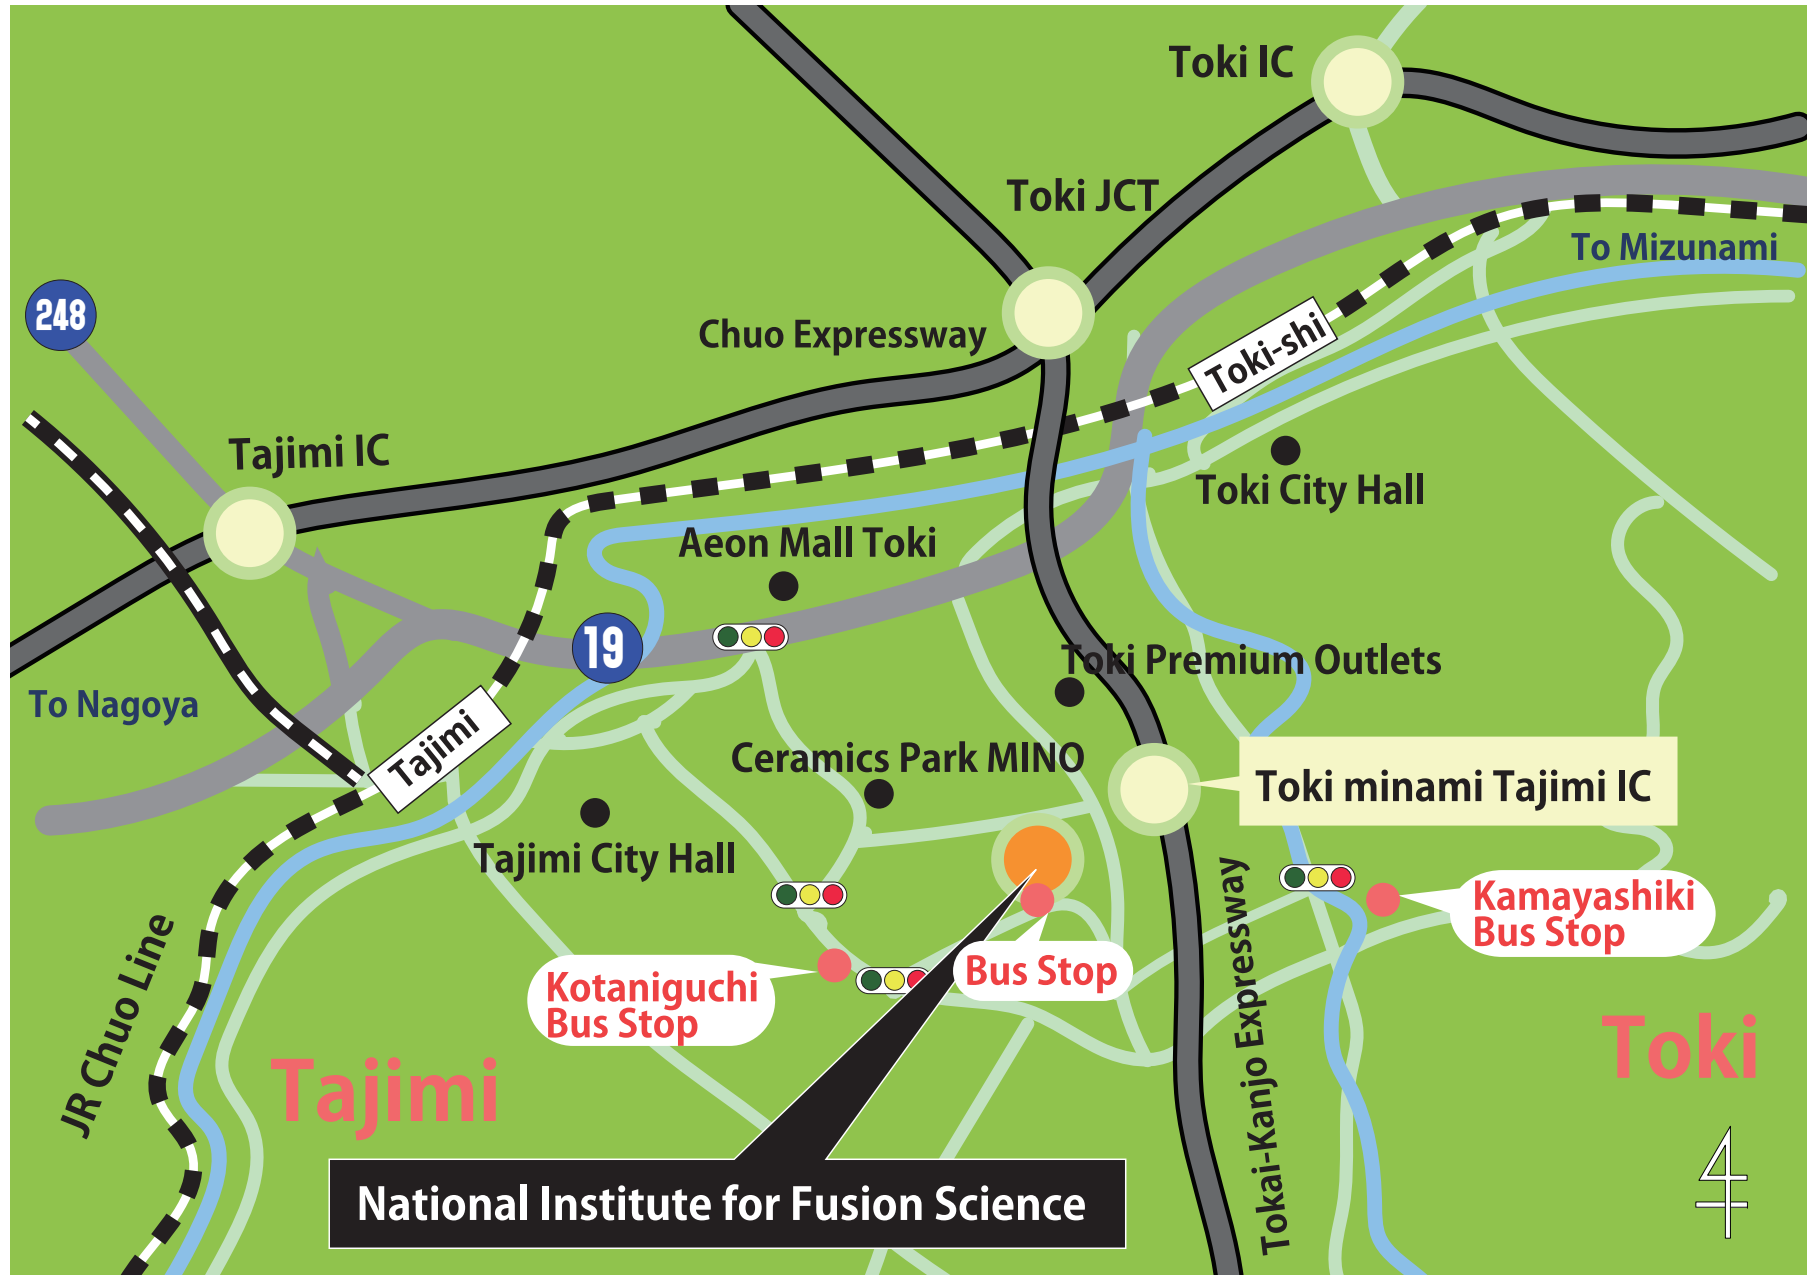 Toki IC
Toki JCT
To Mizunami
248
Chuo Expressway
Toki-shi
Tajimi IC
Toki City Hall
Aeon Mall Toki
19
Toki Premium Outlets
To Nagoya
Tajimi
Ceramics Park MINO
Toki minami Tajimi IC
Tajimi City Hall
Kamayashiki
Bus Stop
Bus Stop
Kotaniguchi
Bus Stop
JR Chuo Line
Tokai-Kanjo Expressway
Toki
Tajimi
National Institute for Fusion Science